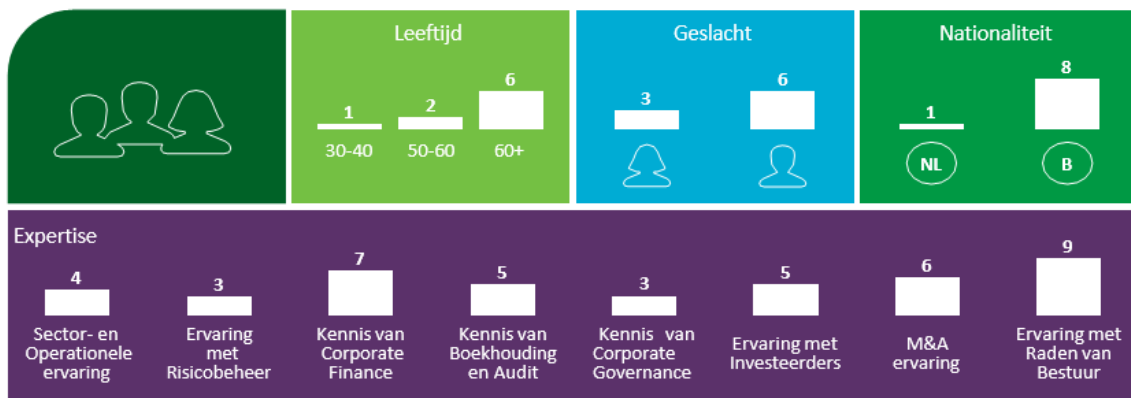 Leeftijd
1
2
6
30-40
50-60
60+
Geslacht
3
6
Nationaliteit
1
8
NL
B
Expertise
4
Sector- en
Operationele
ervaring
3
Ervaring
met
Risicobeheer
7
Kennis van
Corporate
Finance
5
Kennis van
Boekhouding
en Audit
3
Kennis van
Corporate
Governance
5
Ervaring met
Investeerders
6
M&A
ervaring
9
Ervaring met
Raden van
Bestuur